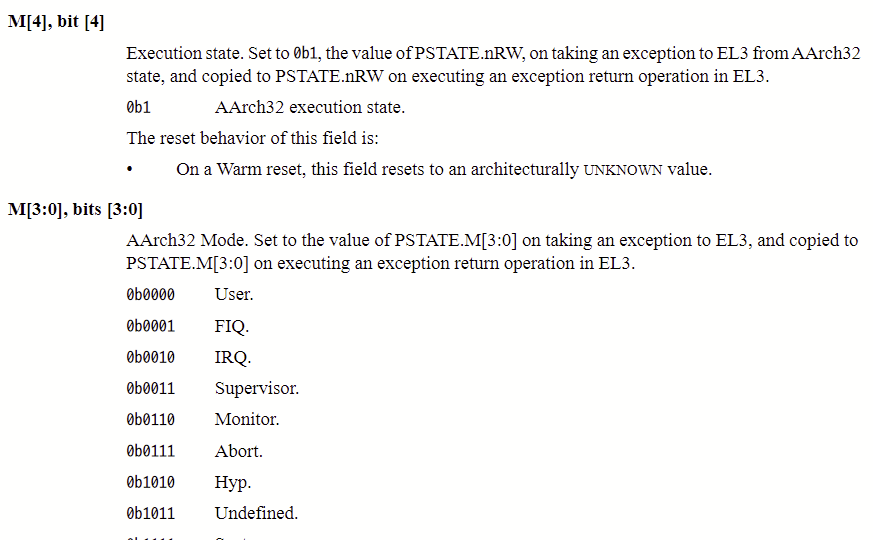 M[4], bit [4]
Execution state. Set to 0b1, the value of PSTATE.nRW, on taking an exception to EL3 from AArch32
state, and copied to PSTATE.nRW on executing an exception return operation in EL3.
0b1 AArch32 execution state.
The reset behavior of this field is:
• On a Warm reset, this field resets to an architecturally UNKNOWN value.
M[3:0], bits [3:0]
AArch32 Mode. Set to the value of PSTATE.M[3:0] on taking an exception to EL3, and copied to
PSTATE.M[3:0] on executing an exception return operation in EL3.
0b0000 User.
0b0001 FIQ.
0b0010 IRQ.
0b0011 Supervisor.
0b0110 Monitor.
0b0111 Abort.
0b1010 Hyp.
0b1011 Undefined.